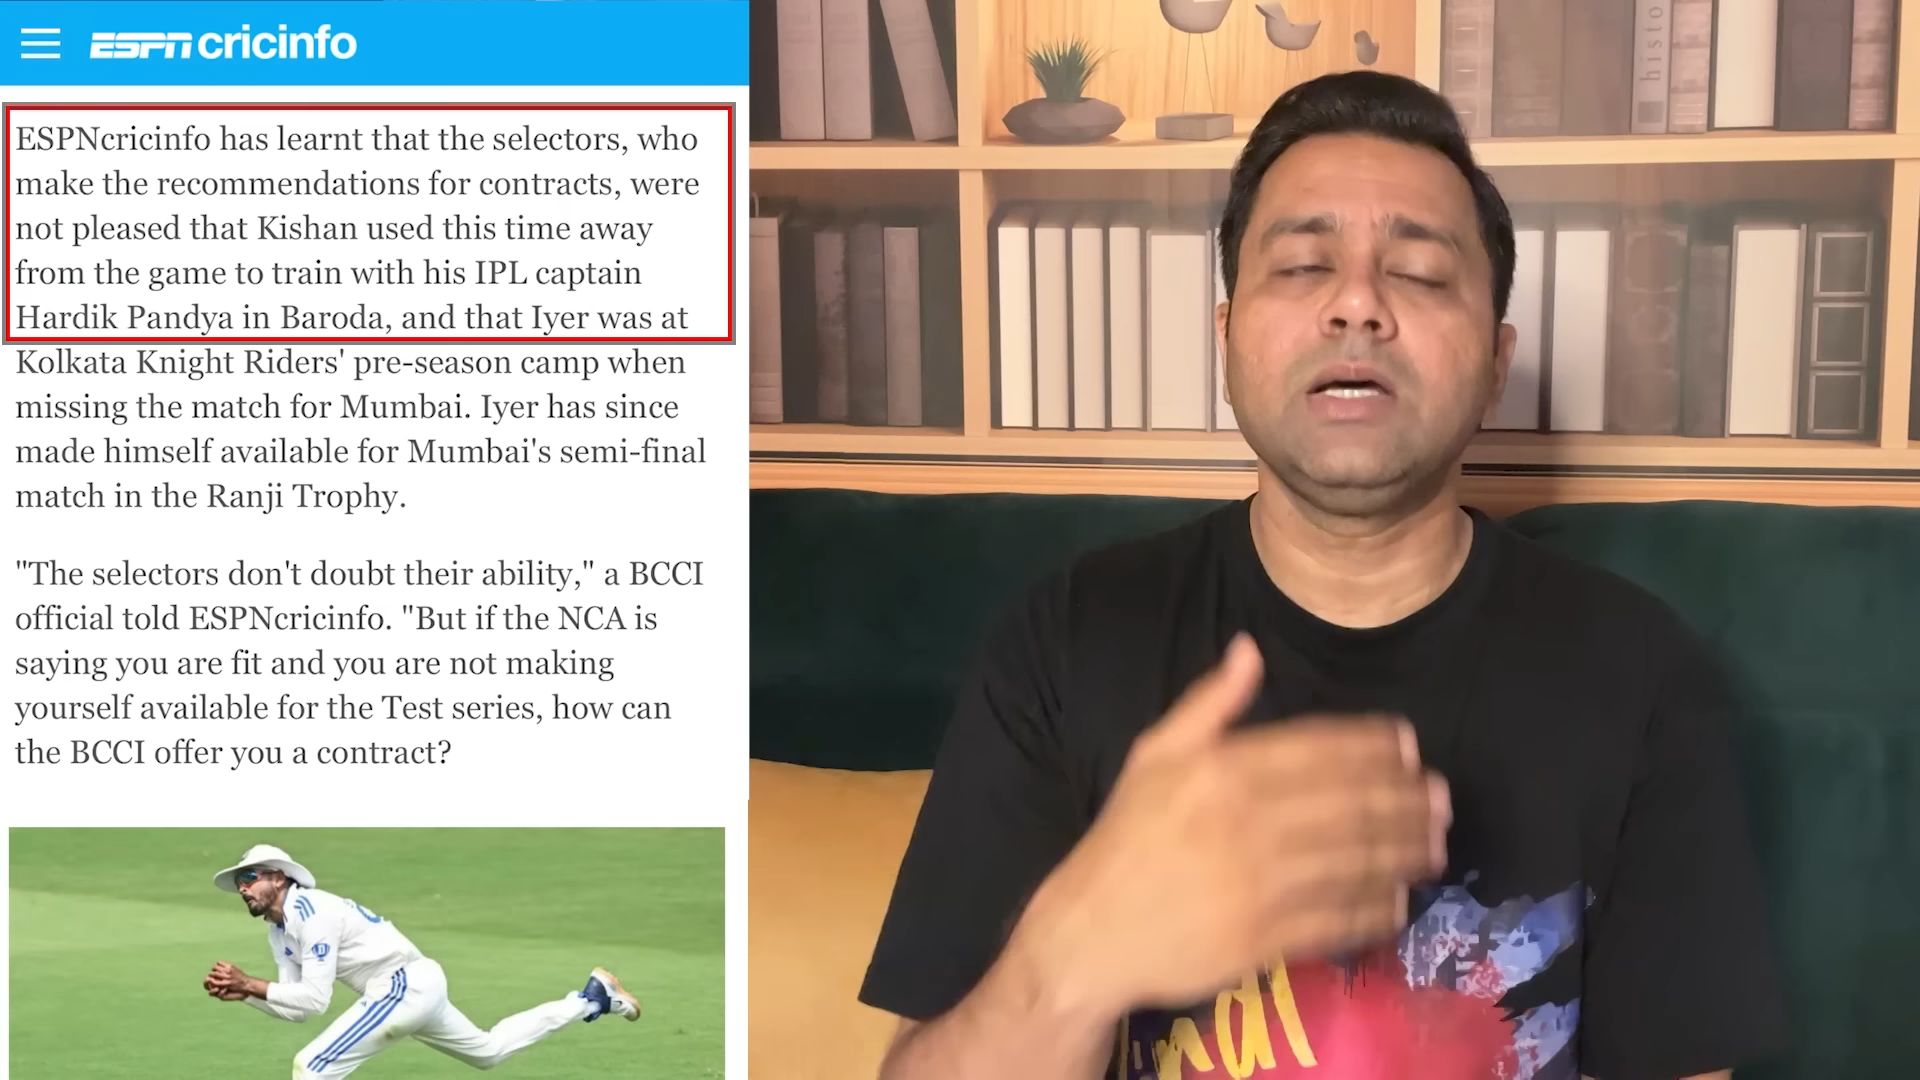 ESPN cricinfo
ESPNcricinfo has learnt that the selectors, who
make the recommendations for contracts, were
not pleased that Kishan used this time away
from the game to train with his IPL captain
Hardik Pandya in Baroda, and that Iyer was at
Kolkata Knight Riders' pre-season camp when
missing the match for Mumbai. Iyer has since
made himself available for Mumbai's semi-final
match in the Ranji Trophy.
"The selectors don't doubt their ability," a BCCI
official told ESPNcricinfo. "But if the NCA is
saying you are fit and you are not making
yourself available for the Test series, how can
the BCCI offer you a contract?
histo